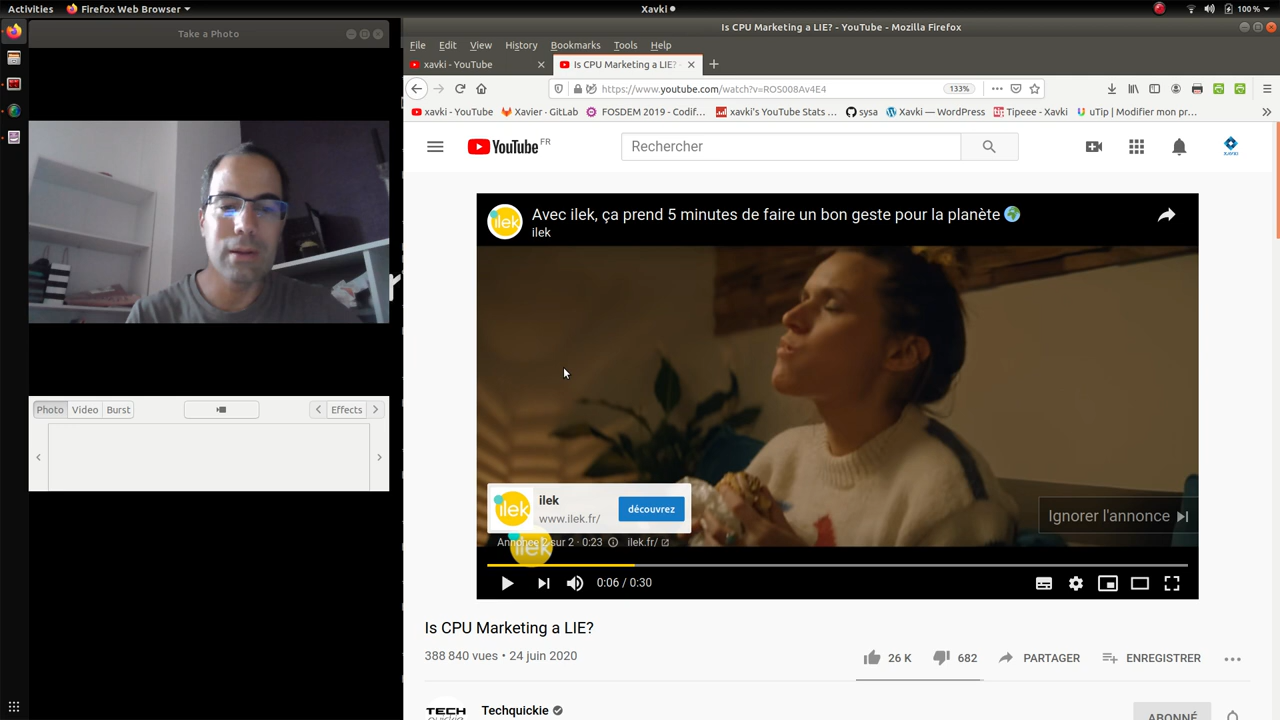 Activities
Firefox Web Browser
Xavki
100 %
Take a Photo
Photo
Video
Burst
Effects
Is CPU Marketing a LIE? - YouTube - Mozilla Firefox
File
Edit
View
History
Bookmarks
Tools
Help
xavki - YouTube
Is CPU Marketing a LIE? -
https://www.youtube.com/watch?v=ROS008Av4E4
133%
xavki - YouTube
Xavier - GitLab
FOSDEM 2019 - Codif…
xavki's YouTube Stats …
sysa
Xavki — WordPress
Tipeee - Xavki
uTip | Modifier mon pr…
YouTube FR
Rechercher
XAVKI
ilek
Avec ilek, ça prend 5 minutes de faire un bon geste pour la planète
ilek
ilek
ilek
www.ilek.fr/
découvrez
Ignorer l'annonce
Annonce 2 sur 2 · 0:23
ilek.fr/
ilek
0:06 / 0:30
Is CPU Marketing a LIE?
388 840 vues • 24 juin 2020
26 K
682
PARTAGER
ENREGISTRER
TECH
Techquickie
ABONNÉ